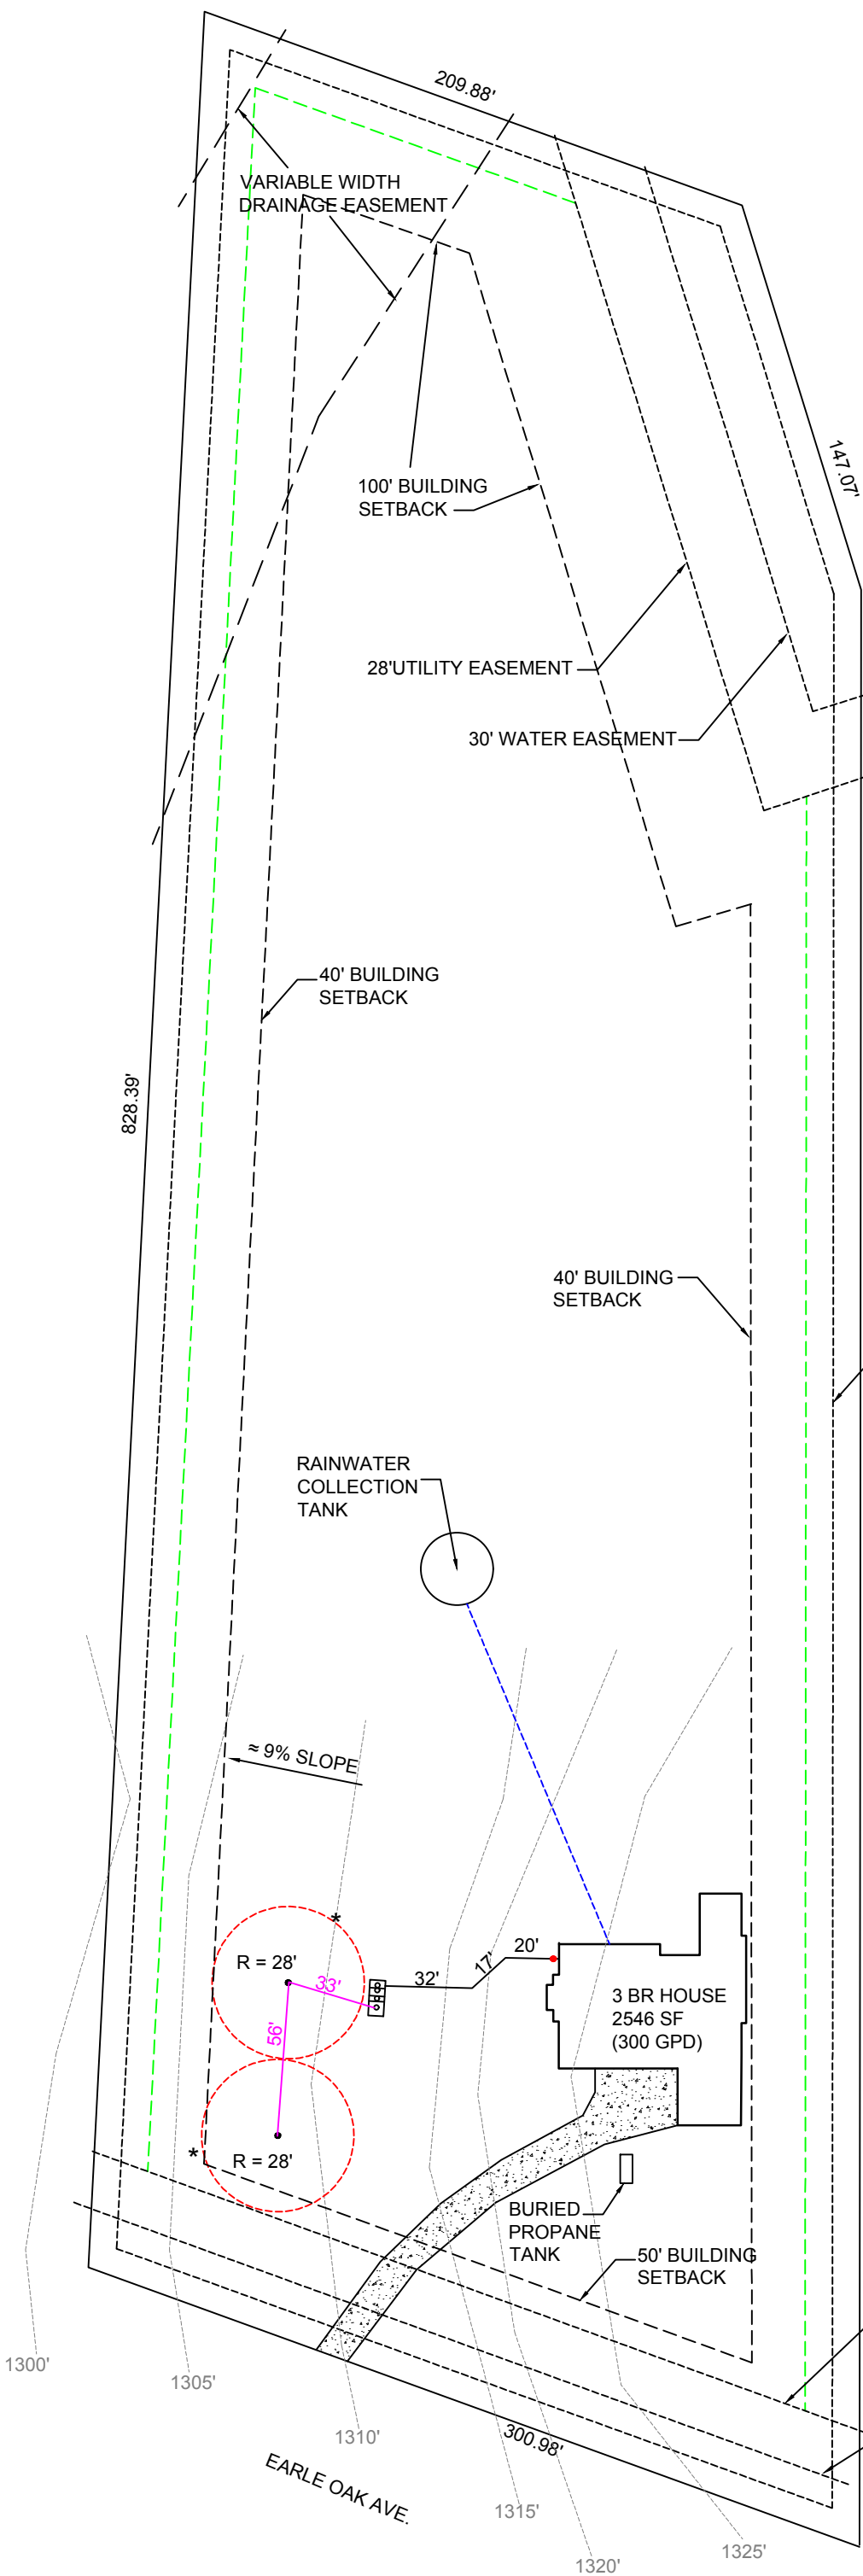 209.88'
VARIABLE WIDTH
DRAINAGE EASEMENT
147.07'
100' BUILDING
SETBACK
28'UTILITY EASEMENT
30' WATER EASEMENT
40' BUILDING
SETBACK
828.39'
40' BUILDING
SETBACK
RAINWATER
COLLECTION
TANK
≈ 9% SLOPE
*
R = 28'
33'
32'
17'
20'
3 BR HOUSE
2546 SF
(300 GPD)
56'
*
R = 28'
BURIED
PROPANE
TANK
50' BUILDING
SETBACK
1300'
1305'
1310'
300.98'
EARLE OAK AVE.
1315'
1320'
1325'